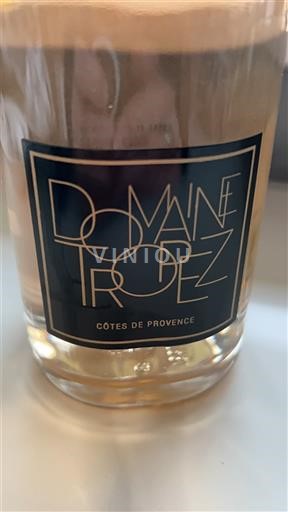 DOMAINE
TROPEZ
VINIOU
CÔTES DE PROVENCE